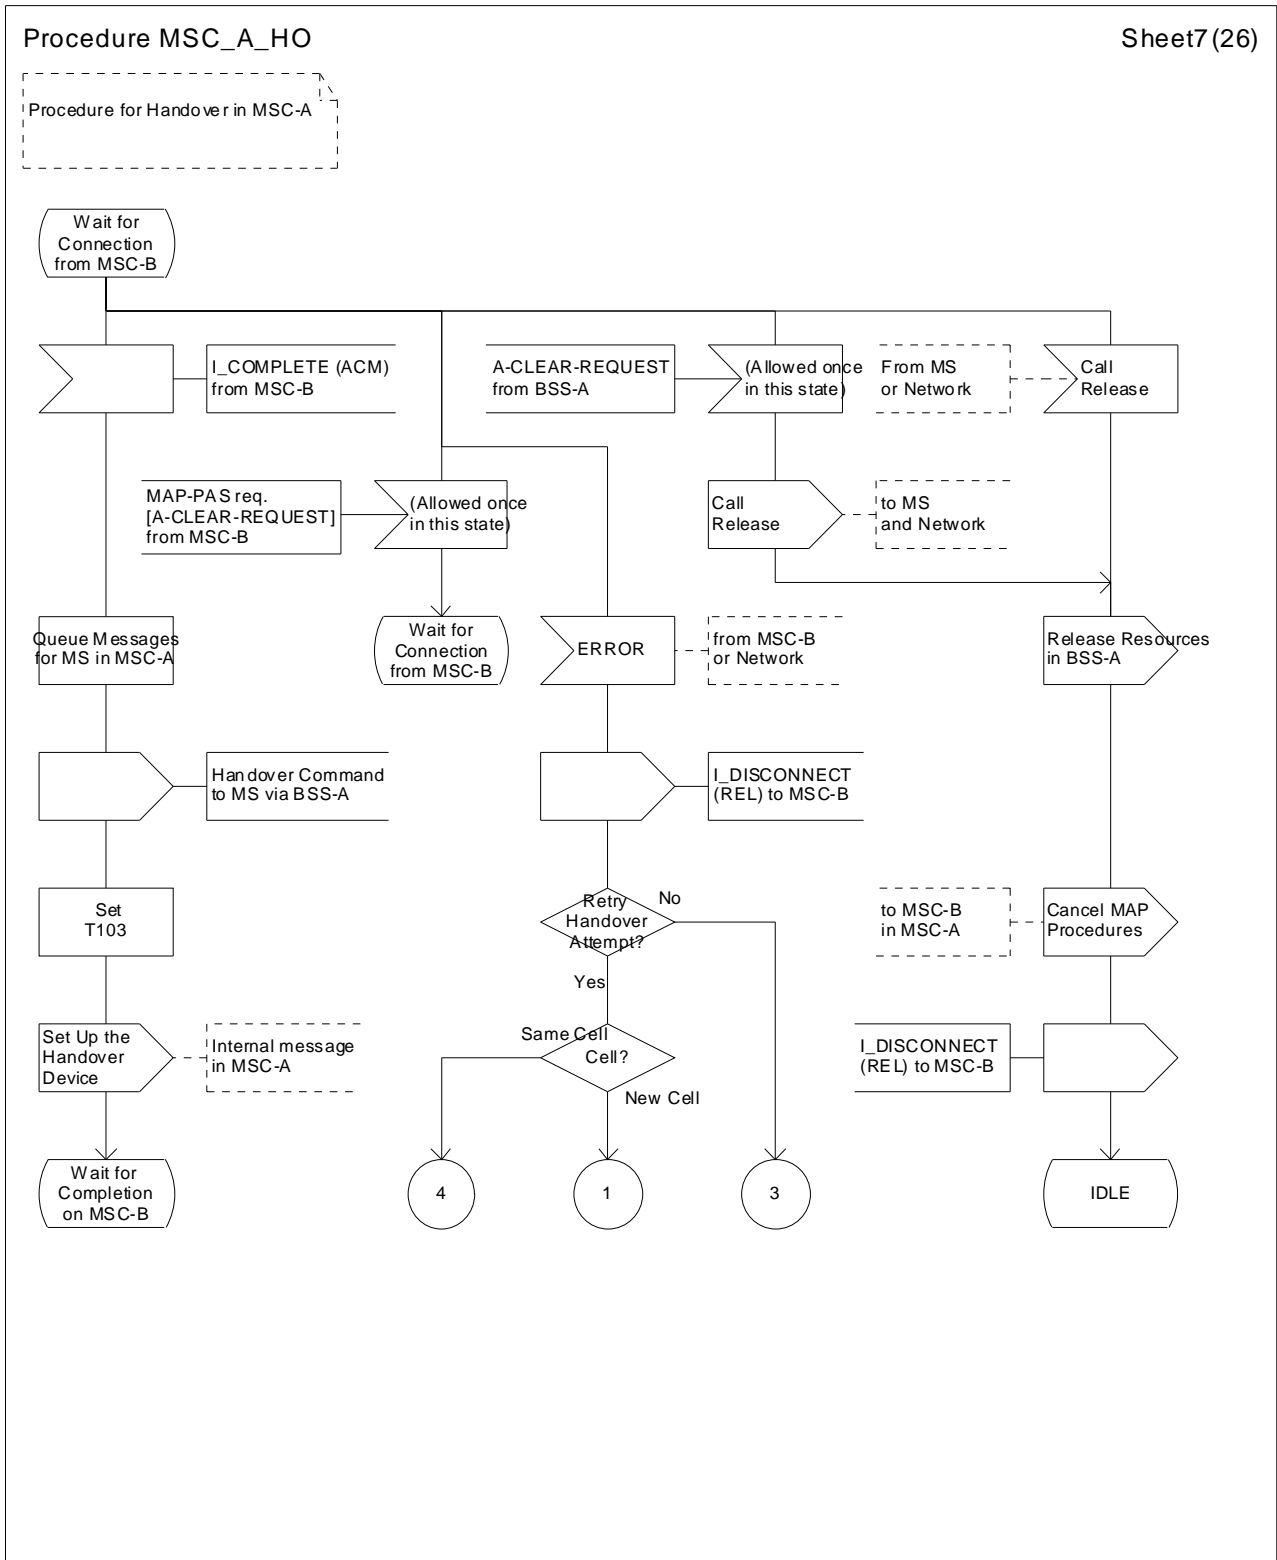 Procedure MSC_A_HO
Sheet7(26)
Procedure for Handover in MSC-A
Wait for
Connection
from MSC-B
I_COMPLETE (ACM)
from MSC-B
A-CLEAR-REQUEST
from BSS-A
(Allowed once
in this state)
From MS
or Network
Call
Release
MAP-PAS req.
[A-CLEAR-REQUEST]
from MSC-B
(Allowed once
in this state)
Call
Release
to MS
and Network
Queue Messages
for MS in MSC-A
Wait for
Connection
from MSC-B
ERROR
from MSC-B
or Network
Release Resources
in BSS-A
Handover Command
to MS via BSS-A
I_DISCONNECT
(REL) to MSC-B
Set
T103
Retry
Handover
Attempt?
No
Yes
to MSC-B
in MSC-A
Cancel MAP
Procedures
Set Up the
Handover
Device
Internal message
in MSC-A
Same Cell
Cell?
New Cell
I_DISCONNECT
(REL) to MSC-B
Wait for
Completion
on MSC-B
4
1
3
IDLE